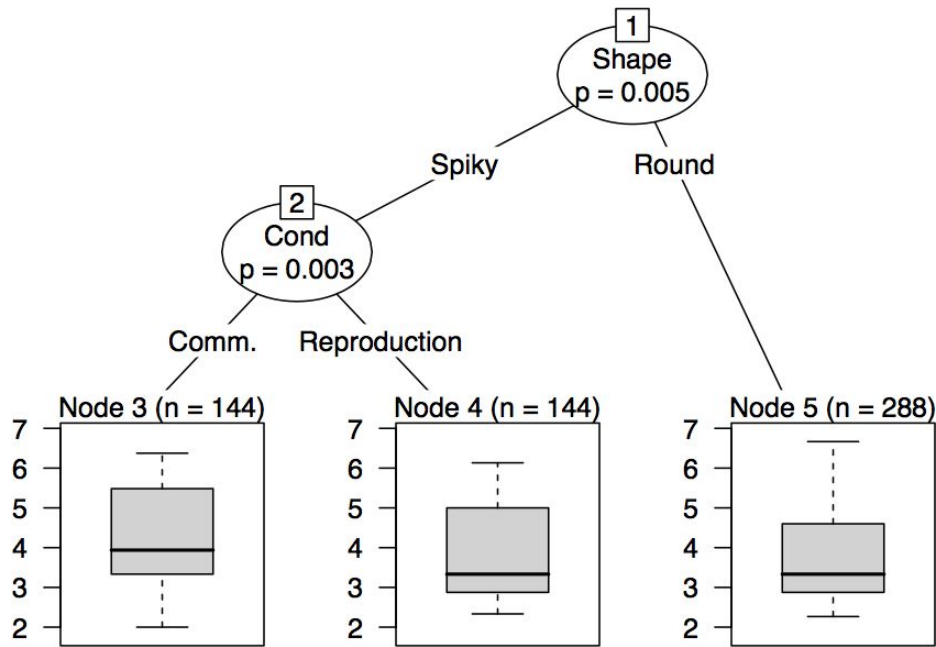 1
Shape
p = 0.005
Spiky
Round
2
Cond
p = 0.003
Comm.
Reproduction
Node 3 (n = 144)
7
6
5
4
3
2
Node 4 (n = 144)
7
6
5
4
3
2
Node 5 (n = 288)
7
6
5
4
3
2